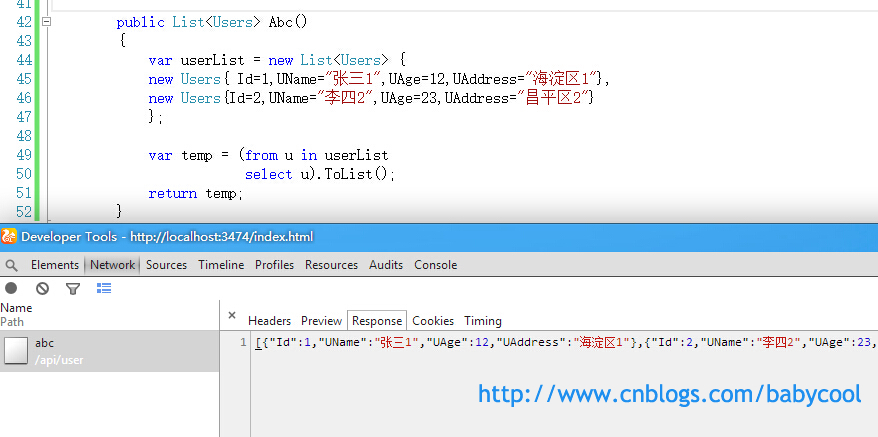 41
42 public List<Users> Abc()
43 {
44 var userList = new List<Users> {
45 new Users{ Id=1,UName="张三1",UAge=12,UAddress="海淀区1"},
46 new Users{Id=2,UName="李四2",UAge=23,UAddress="昌平区2"}
47 };
48
49 var temp = (from u in userList
50 select u).ToList();
51 return temp;
52 }
Developer Tools - http://localhost:3474/index.html
Elements Network Sources Timeline Profiles Resources Audits Console
Name
Path
× Headers Preview Response Cookies Timing
abc
/api/user
1 [{"Id":1,"UName":"张三1","UAge":12,"UAddress":"海淀区1"},{"Id":2,"UName":"李四2","UAge":23,
http://www.cnblogs.com/babycool